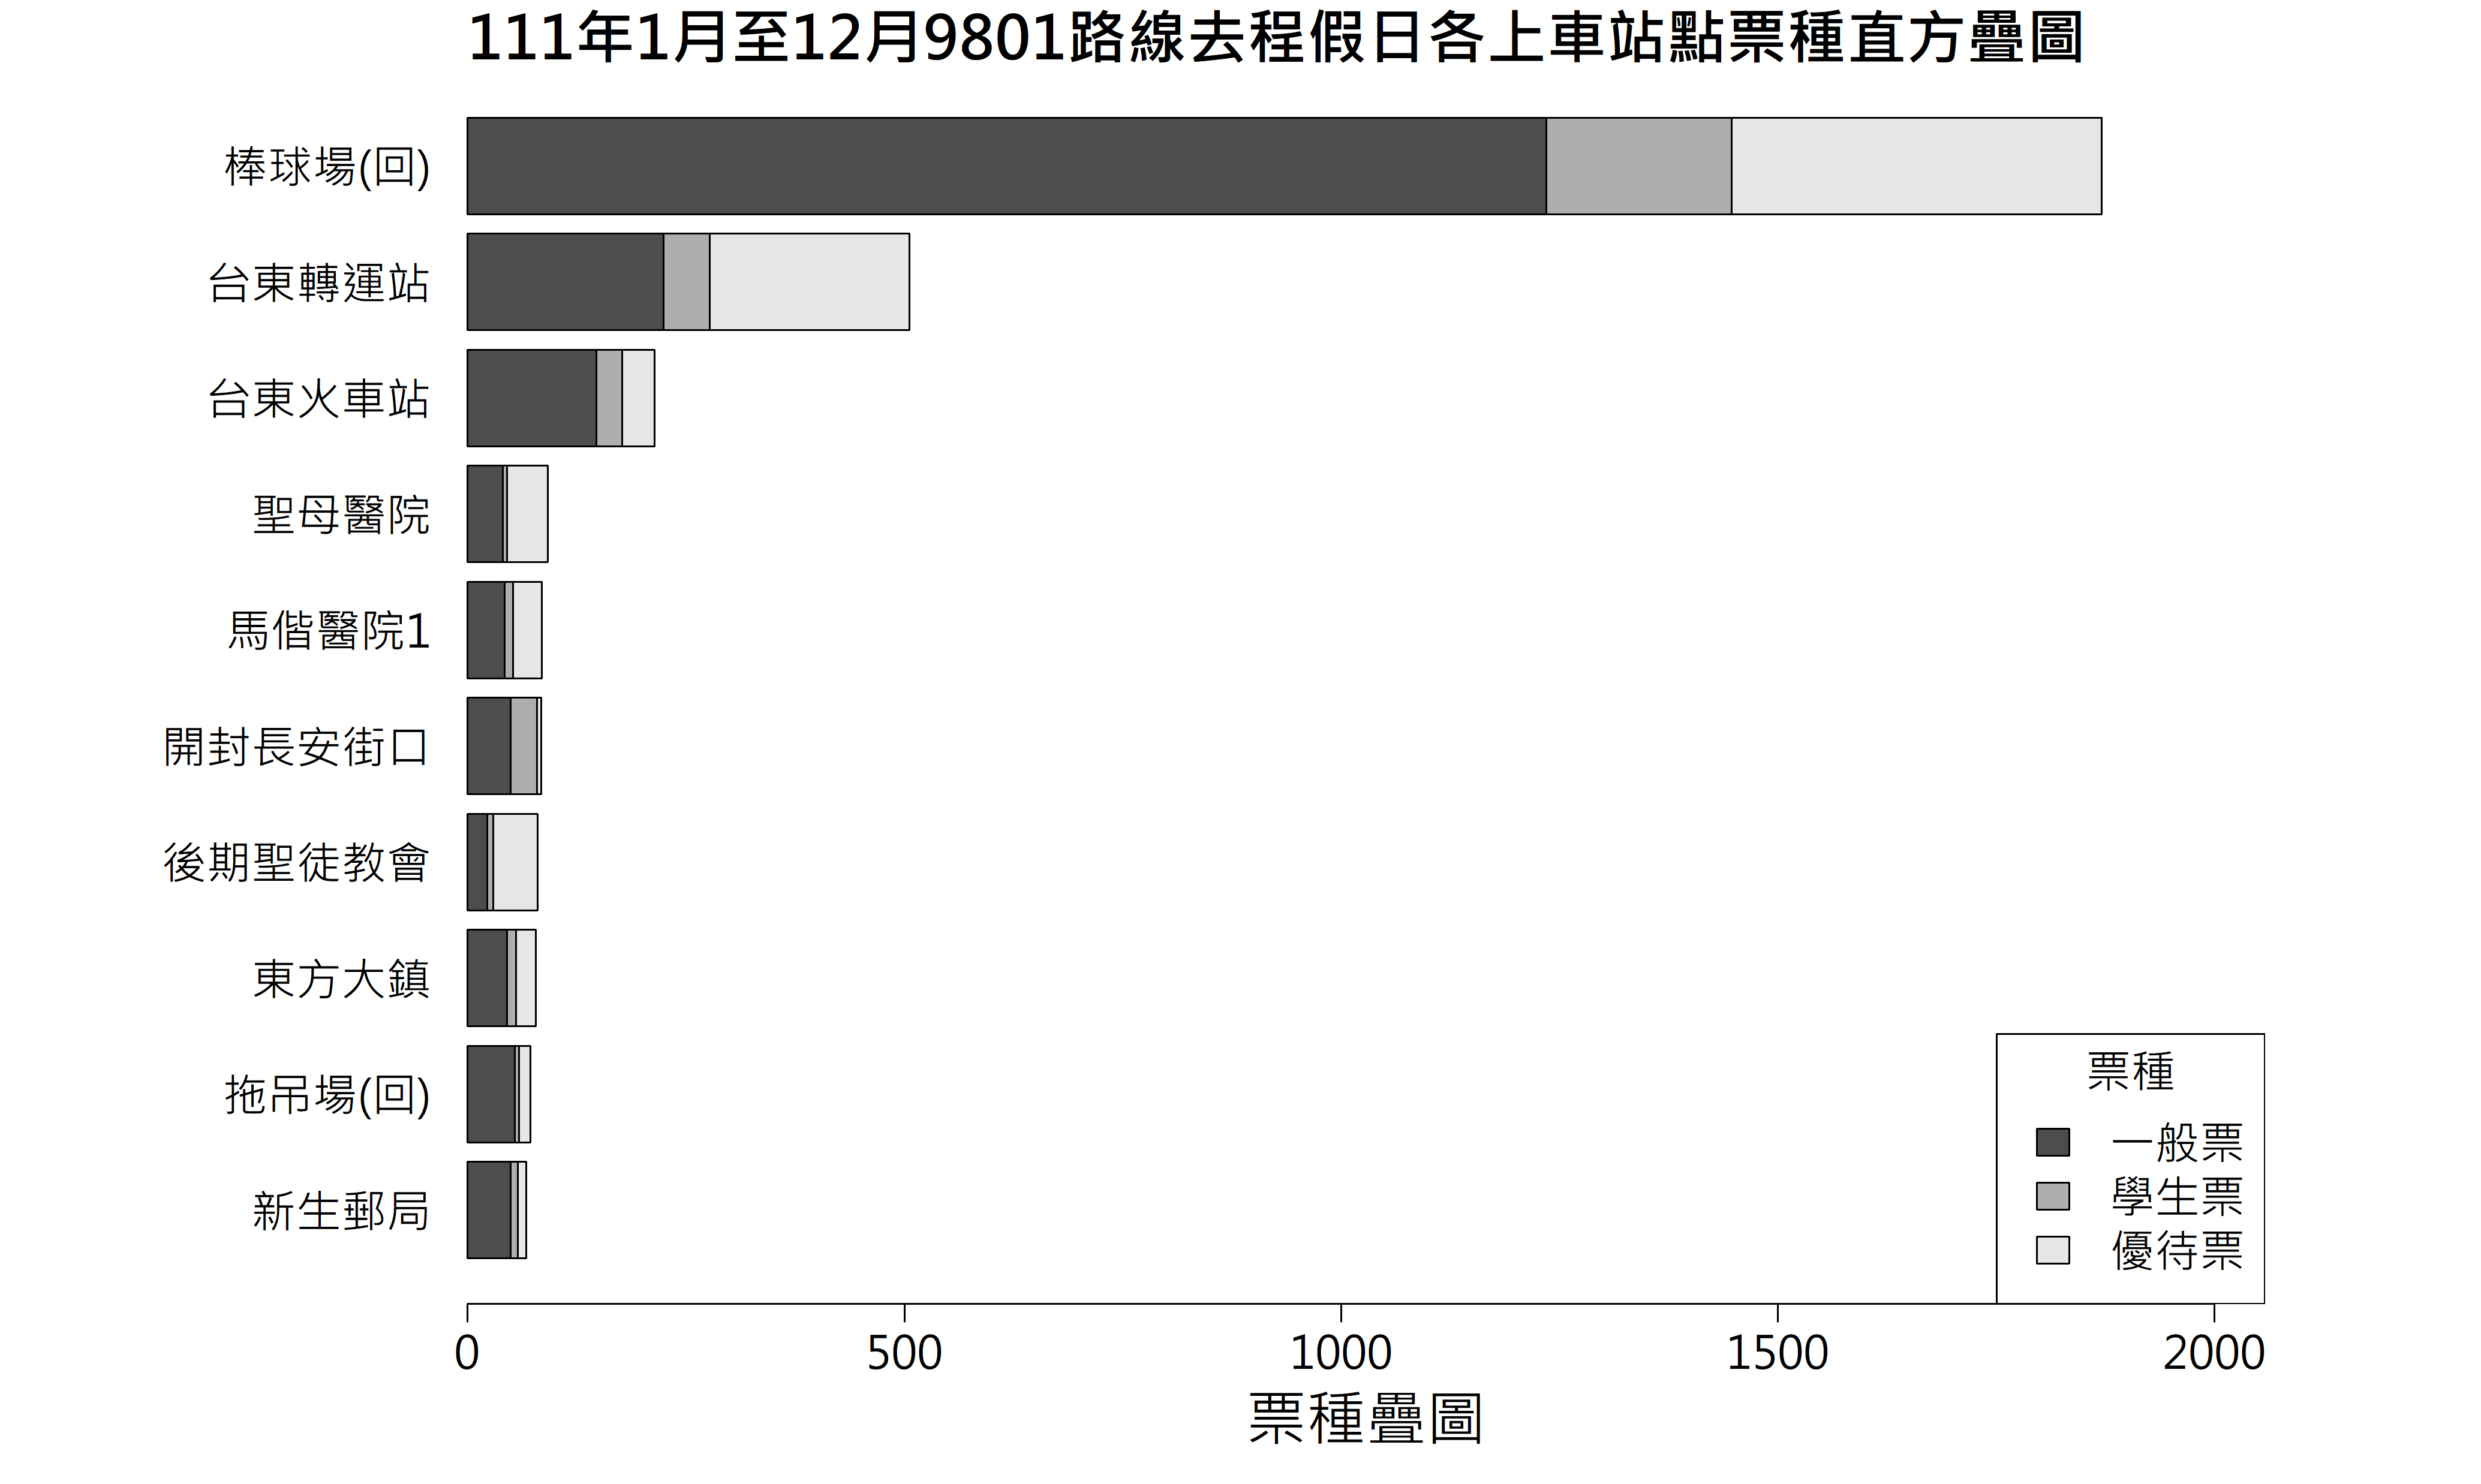 111年1月至12月9801路線去程假日各上車站點票種直方疊圖
棒球場(回)
台東轉運站
台東火車站
聖母醫院
馬偕醫院1
開封長安街口
後期聖徒教會
東方大鎮
拖吊場(回)
新生郵局
票種
一般票
學生票
優待票
0 500 1000 1500 2000
票種疊圖